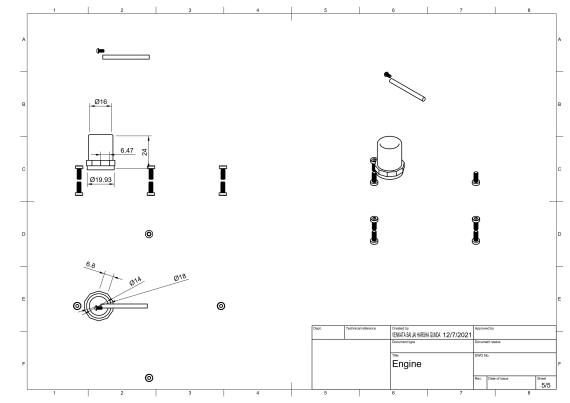 1 2 3 4 5 6 7 8
A A
B B
Ø16
6.47
24
C C
Ø19.93
D D
6.8
Ø14
Ø18
E E
Dept. Technical reference Created by Approved by
12/7/2021
Document type Document status
Title DWG No.
F Engine F
Rev. Date of issue Sheet
5/5
1 2 3 4 5 6 7 8